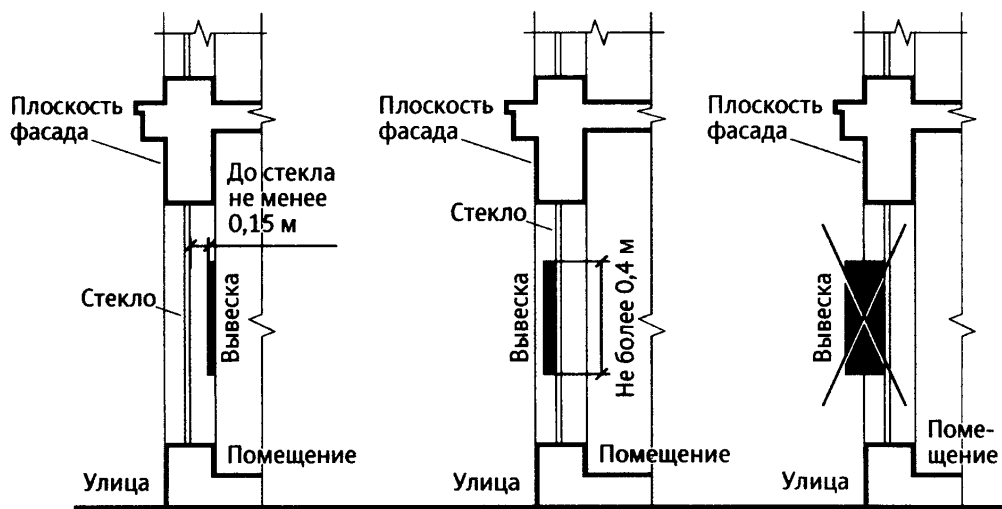 Плоскость
фасада
До стекла
не менее
0,15 м
Стекло
Вывеска
Помещение
Улица
Плоскость
фасада
Стекло
Вывеска
Не более 0,4 м
Помещение
Улица
Плоскость
фасада
Вывеска
Поме-
щение
Улица